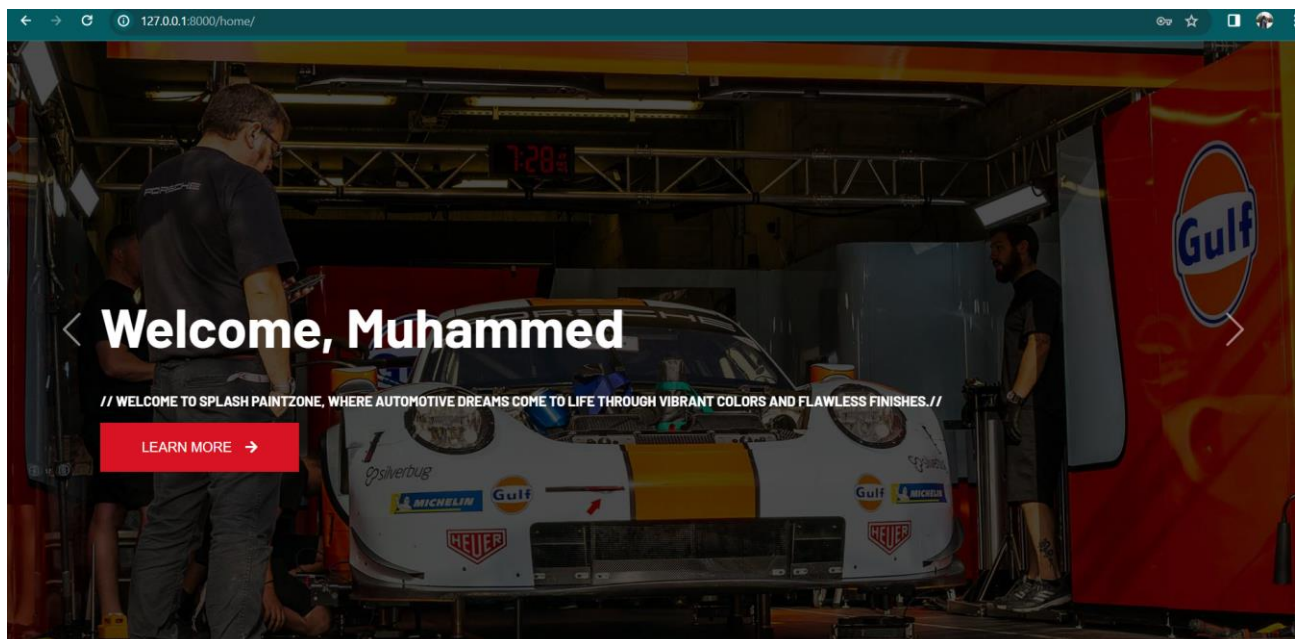 127.0.0.1:8000/home/
7:28
PORSCHE
Gulf
PORSCHE
Welcome, Muhammed
// WELCOME TO SPLASH PAINTZONE, WHERE AUTOMOTIVE DREAMS COME TO LIFE THROUGH VIBRANT COLORS AND FLAWLESS FINISHES.//
LEARN MORE
silverbug
MICHELIN
Gulf
Gulf
MICHELIN
HEUER
HEUER